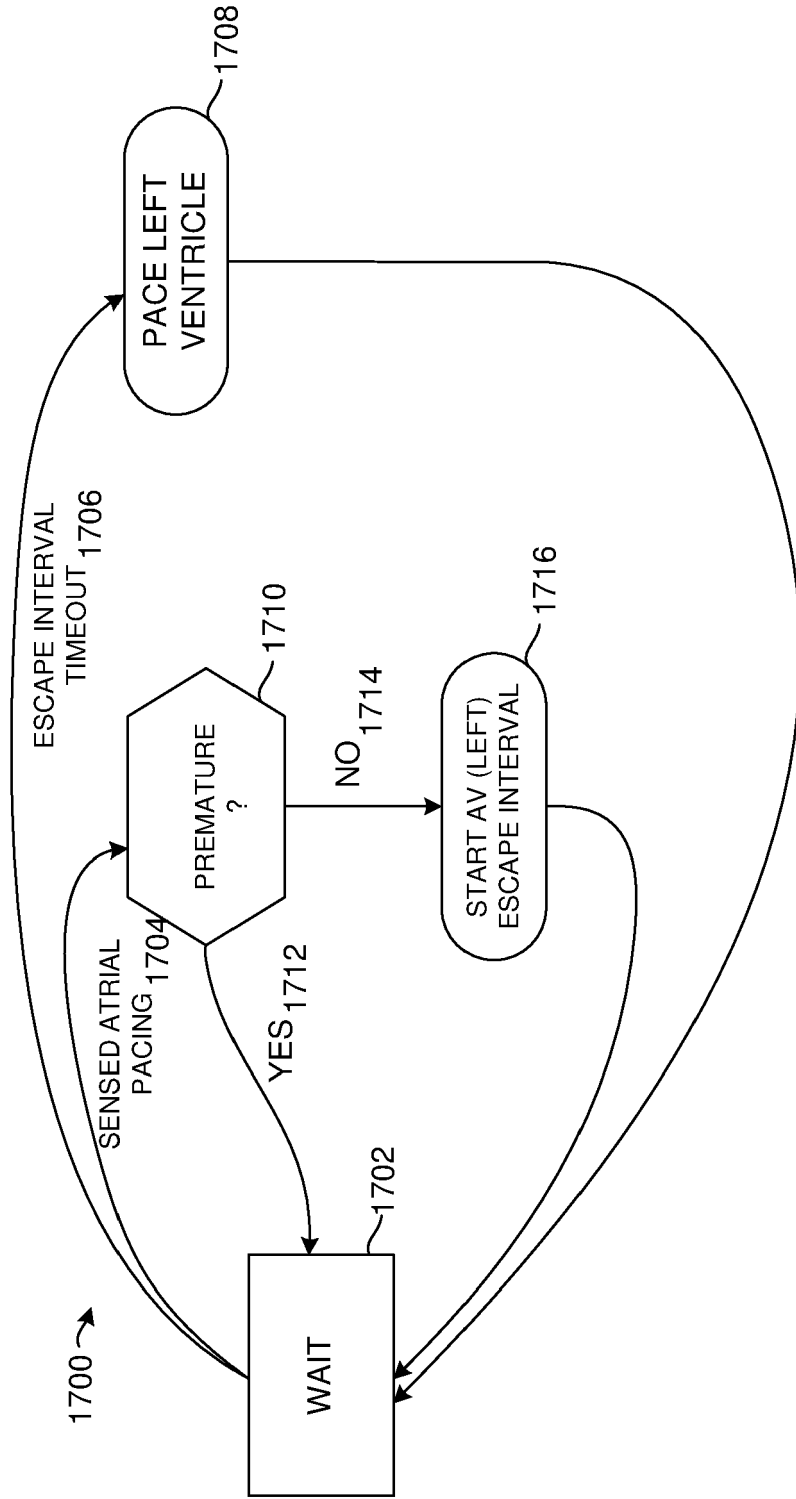 1700
WAIT
1702
SENSED ATRIAL
PACING 1704
ESCAPE INTERVAL
TIMEOUT 1706
PACE LEFT
VENTRICLE
1708
PREMATURE
?
1710
YES 1712
NO 1714
START AV (LEFT)
ESCAPE INTERVAL
1716